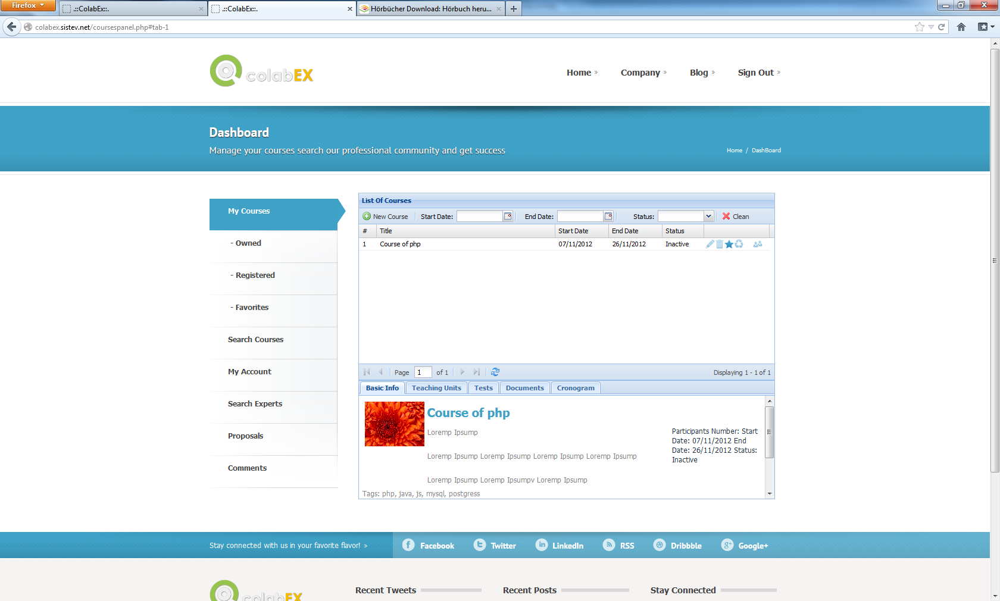 Firefox
.::ColabEx::.
.::ColabEx::.
Hörbücher Download: Hörbuch heru...
colabex.sistev.net/coursespanel.php#tab-1
colabEX
Home »
Company »
Blog »
Sign Out »
Dashboard
Manage your courses search our professional community and get success
Home / DashBoard
My Courses
- Owned
- Registered
- Favorites
Search Courses
My Account
Search Experts
Proposals
Comments
List Of Courses
New Course Start Date: End Date: Status: Clean
# Title Start Date End Date Status
1 Course of php 07/11/2012 26/11/2012 Inactive
Page 1 of 1 Displaying 1 - 1 of 1
Basic Info Teaching Units Tests Documents Cronogram
Course of php
Loremp Ipsump
Loremp Ipsump Loremp Ipsump Loremp Ipsump Loremp Ipsump
Loremp Ipsump Loremp Ipsumpv Loremp Ipsump
Tags: php, java, js, mysql, postgress
Participants Number: Start
Date: 07/11/2012 End
Date: 26/11/2012 Status:
Inactive
Stay connected with us in your favorite flavor! »
f Facebook
t Twitter
in LinkedIn
RSS
Dribbble
g+ Google+
colabEX
Recent Tweets
Recent Posts
Stay Connected